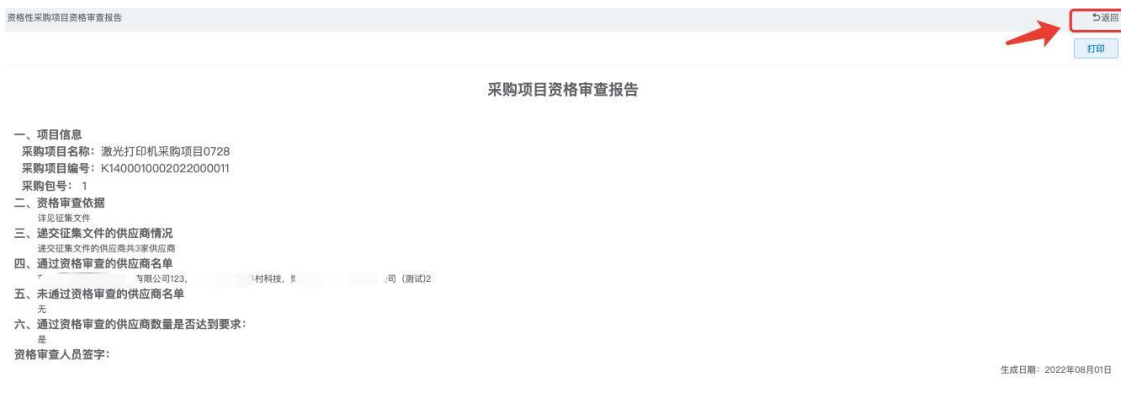 资格性采购项目资格审查报告
返回
打印
采购项目资格审查报告
一、项目信息
采购项目名称：激光打印机采购项目0728
采购项目编号：K1400010002022000011
采购包号：1
二、资格审查依据
详见征集文件
三、递交征集文件的供应商情况
递交征集文件的供应商共3家供应商
四、通过资格审查的供应商名单
有限公司123, 村科技, 司（测试)2
五、未通过资格审查的供应商名单
无
六、通过资格审查的供应商数量是否达到要求：
是
资格审查人员签字：
生成日期：2022年08月01日